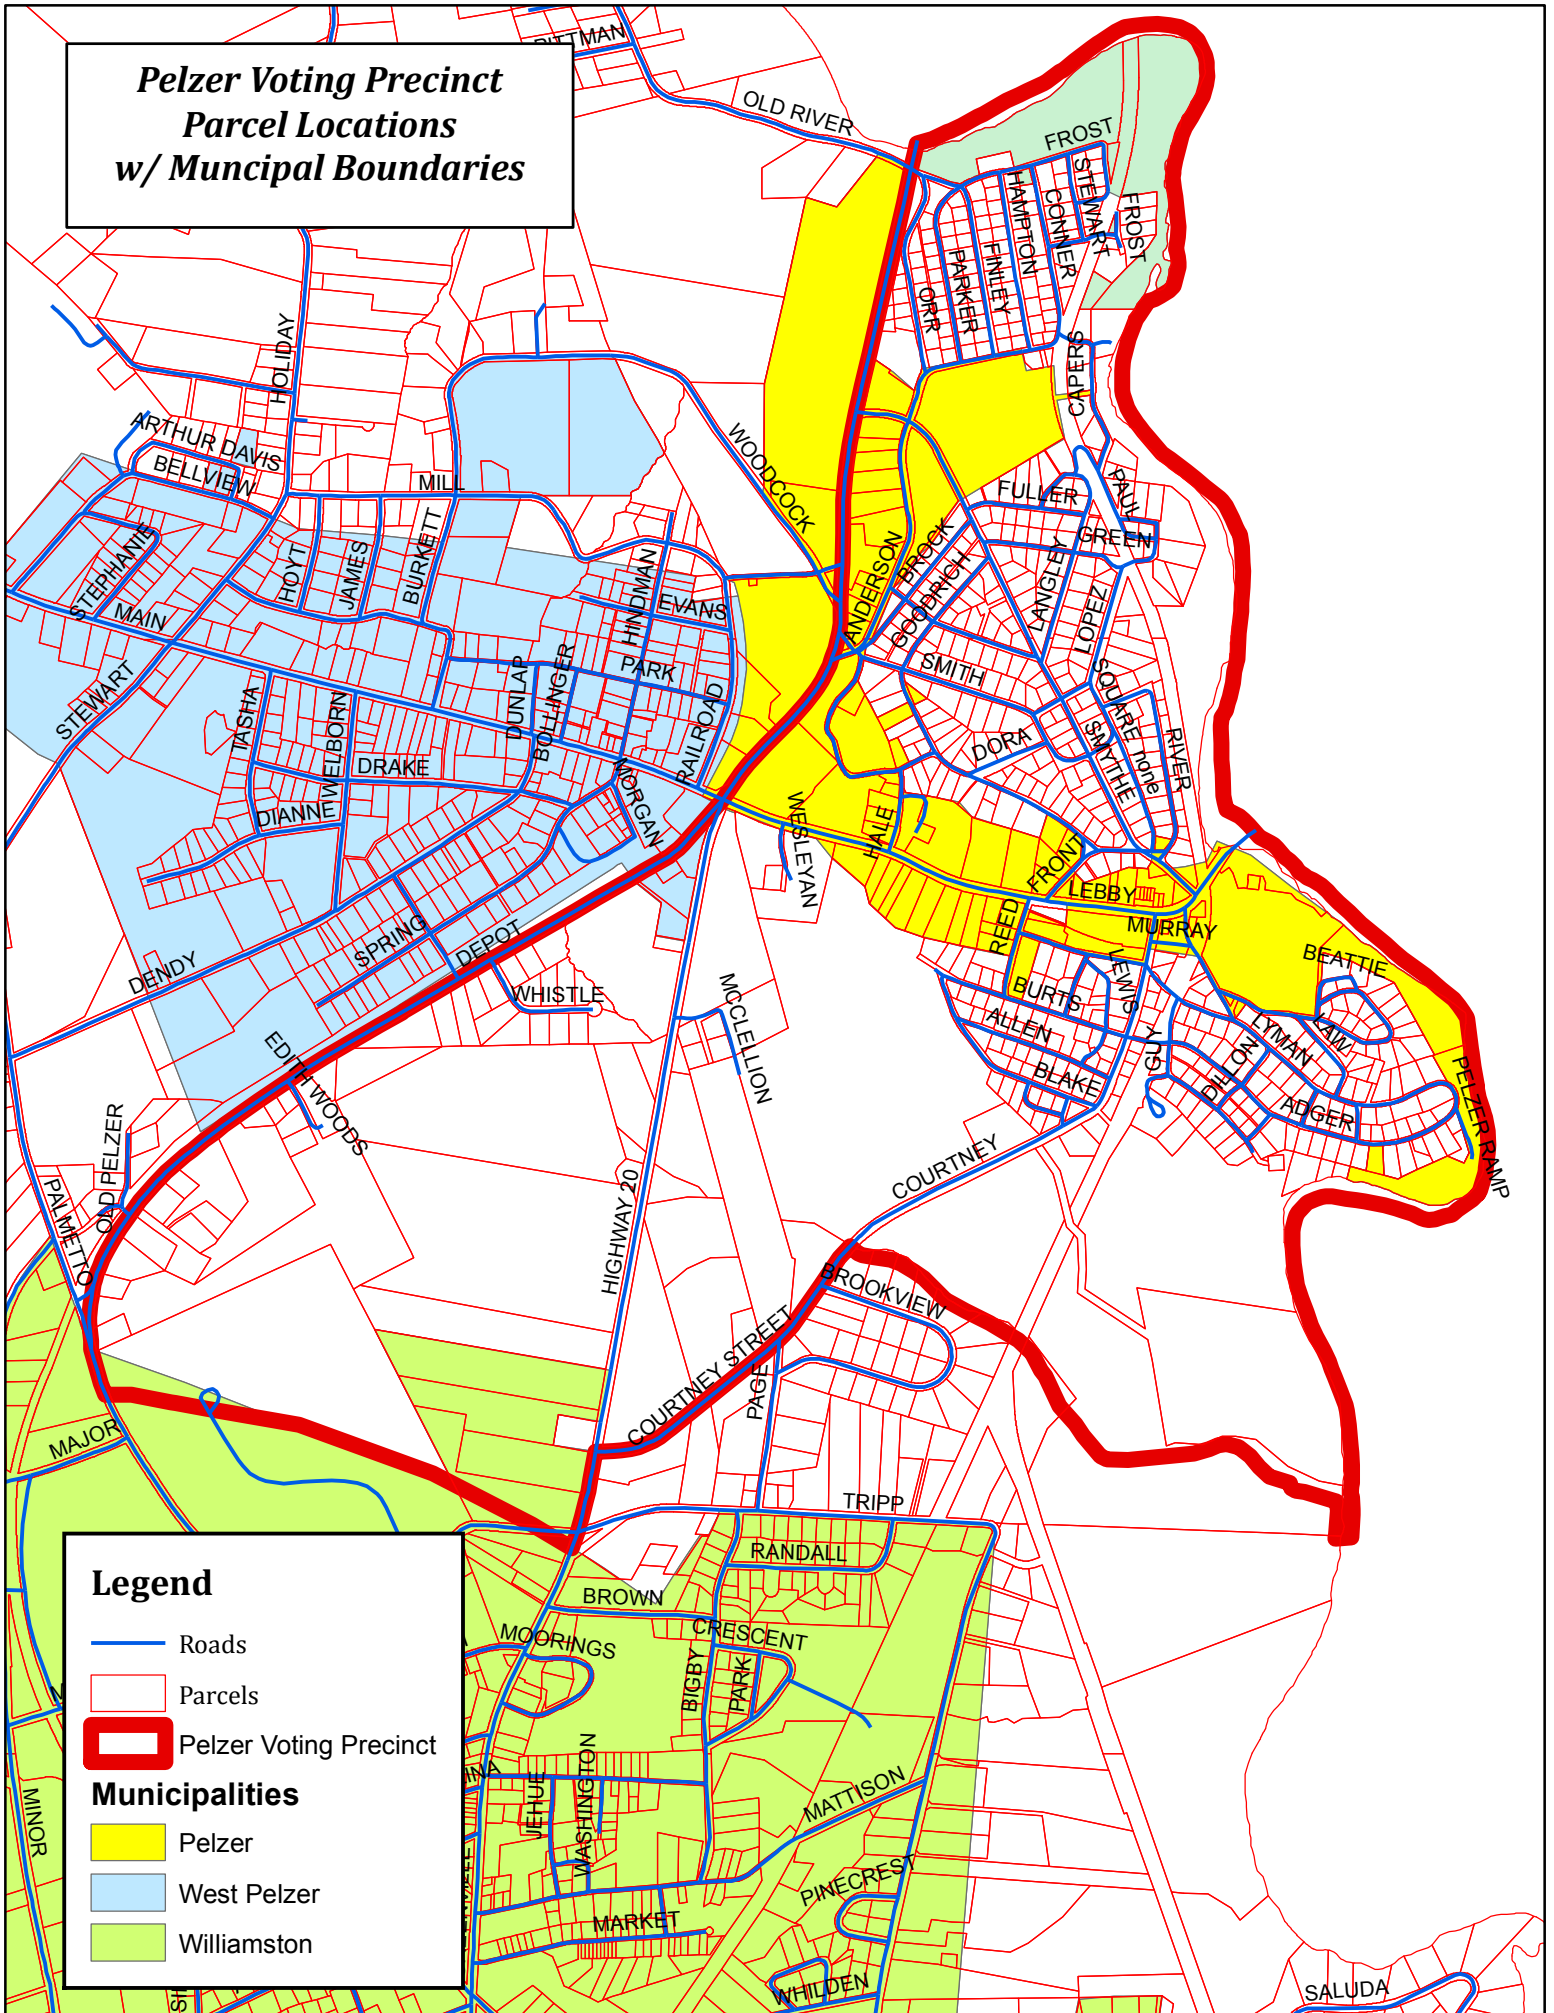 Pelzer Voting Precinct
Parcel Locations
w/ Muncipal Boundaries
PITTMAN
OLD RIVER
FROST
STEWART
HAMPTON
CONNER
FROST
FINLEY
PARKER
ORR
HOLIDAY
CAPERS
ARTHUR DAVIS
BELLVIEW
MILL
WOODCOCK
FULLER
PAUL
GREEN
STEPHANIE
HOYT
JAMES
BURKETT
HINDMAN
EVANS
ANDERSON
BROCK
GOODRICH
LANGLEY
LOPEZ
MAIN
STEWART
PARK
SMITH
SQUARE
none
TASHA
WELBORN
DUNLAP
BOLLINGER
RAILROAD
DORA
SMYTHE
RIVER
DRAKE
DIANNE
MORGAN
WESLEYAN
HALE
FRONT
LEBBY
REED
MURRAY
BEATTIE
DENDY
SPRING
DEPOT
WHISTLE
MCCLELLION
BURTS
LEWIS
ALLEN
BLAKE
GUY
LYMAN
LAW
DILLON
ADGER
PELZER RAMP
EDITH WOODS
OLD PELZER
PALMETTO
HIGHWAY 20
COURTNEY
BROOKVIEW
COURTNEY STREET
PAGE
MAJOR
TRIPP
RANDALL
BROWN
CRESCENT
MOORINGS
BIGBY
PARK
JEHUE
WASHINGTON
MATTISON
PINECREST
MARKET
WHILDEN
SALUDA
MINOR
Legend
Roads
Parcels
Pelzer Voting Precinct
Municipalities
Pelzer
West Pelzer
Williamston